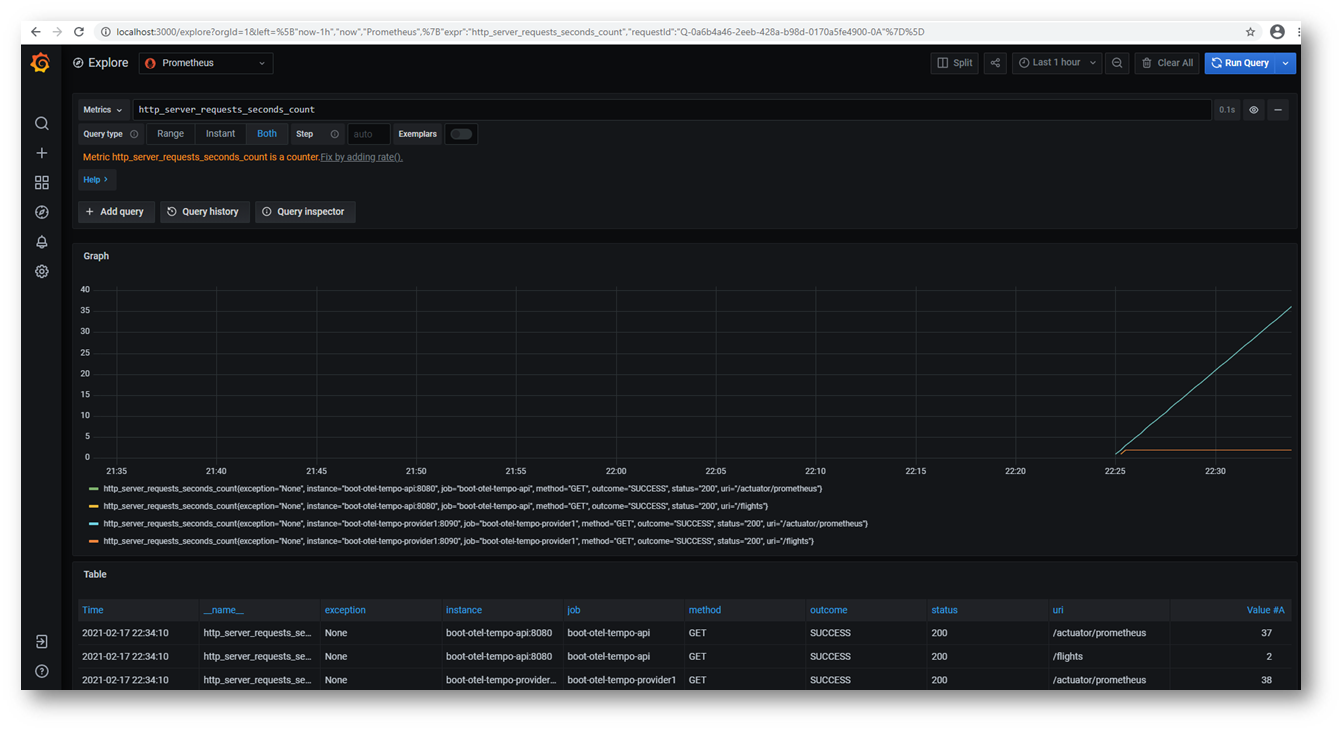 localhost:3000/explore?orgId=1&left=%5B"now-1h","now","Prometheus",%7B"expr":"http_server_requests_seconds_count","requestId":"Q-0a6b4a46-2eeb-428a-b98d-0170a5fe4900-0A"%7D%5D
Explore Prometheus Split Last 1 hour Clear All Run Query
Metrics http_server_requests_seconds_count 0.1s
Query type Range Instant Both Step auto Exemplars
Metric http_server_requests_seconds_count is a counter. Fix by adding rate().
Help
Add query Query history Query inspector
Graph
40
35
30
25
20
15
10
5
0
21:35 21:40 21:45 21:50 21:55 22:00 22:05 22:10 22:15 22:20 22:25 22:30
http_server_requests_seconds_count{exception="None", instance="boot-otel-tempo-api:8080", job="boot-otel-tempo-api", method="GET", outcome="SUCCESS", status="200", uri="/actuator/prometheus"}
http_server_requests_seconds_count{exception="None", instance="boot-otel-tempo-api:8080", job="boot-otel-tempo-api", method="GET", outcome="SUCCESS", status="200", uri="/flights"}
http_server_requests_seconds_count{exception="None", instance="boot-otel-tempo-provider1:8090", job="boot-otel-tempo-provider1", method="GET", outcome="SUCCESS", status="200", uri="/actuator/prometheus"}
http_server_requests_seconds_count{exception="None", instance="boot-otel-tempo-provider1:8090", job="boot-otel-tempo-provider1", method="GET", outcome="SUCCESS", status="200", uri="/flights"}
Table
Time __name__ exception instance job method outcome status uri Value #A
2021-02-17 22:34:10 http_server_requests_se... None boot-otel-tempo-api:8080 boot-otel-tempo-api GET SUCCESS 200 /actuator/prometheus 37
2021-02-17 22:34:10 http_server_requests_se... None boot-otel-tempo-api:8080 boot-otel-tempo-api GET SUCCESS 200 /flights 2
2021-02-17 22:34:10 http_server_requests_se... None boot-otel-tempo-provider... boot-otel-tempo-provider1 GET SUCCESS 200 /actuator/prometheus 38